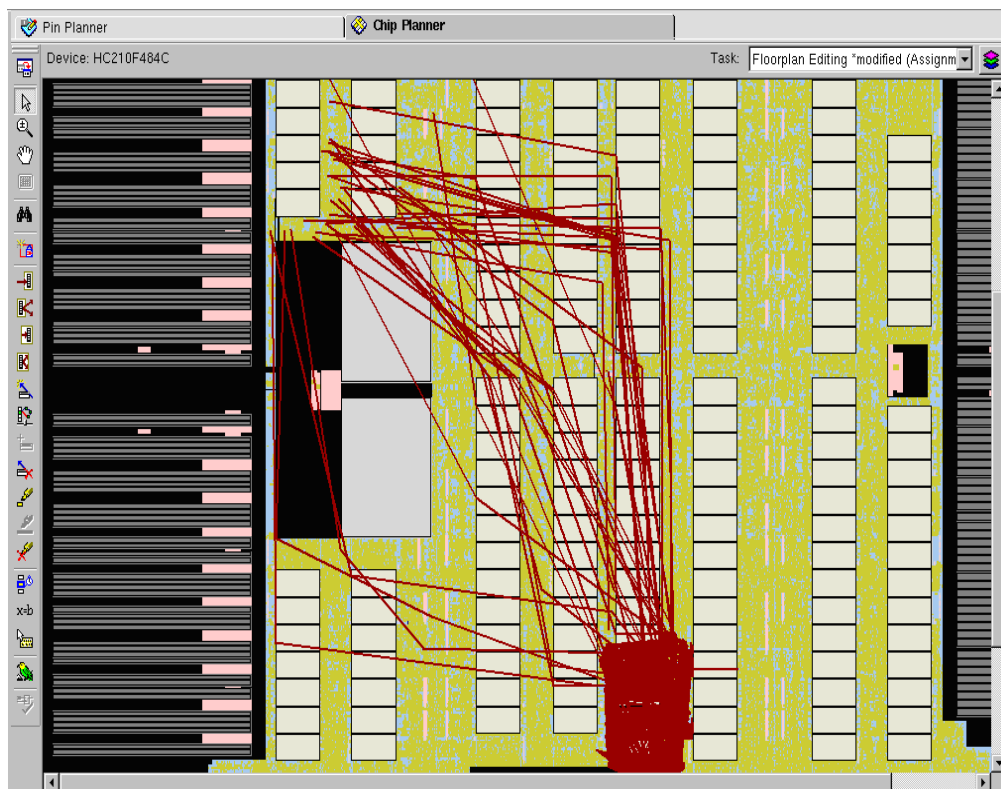 Pin Planner
Chip Planner
Device: HC210F484C
Task: Floorplan Editing *modified (Assignm
x=b